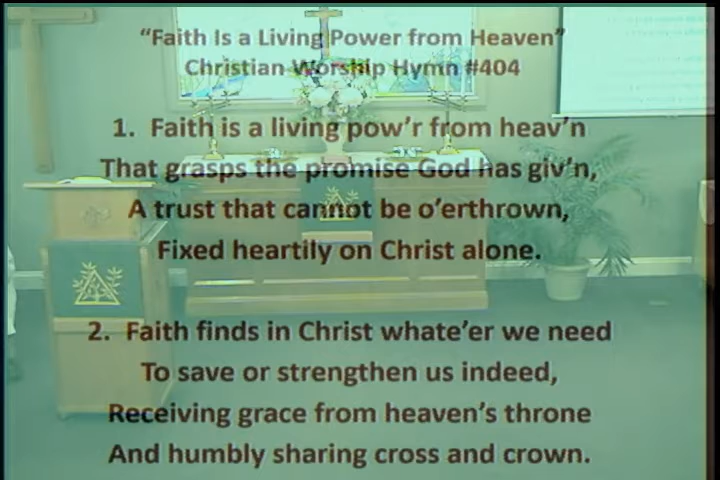 “Faith Is a Living Power from Heaven”
Christian Worship Hymn #404
1. Faith is a living pow’r from heav’n
That grasps the promise God has giv’n,
A trust that cannot be o’erthrown,
Fixed heartily on Christ alone.
2. Faith finds in Christ whate’er we need
To save or strengthen us indeed,
Receiving grace from heaven’s throne
And humbly sharing cross and crown.